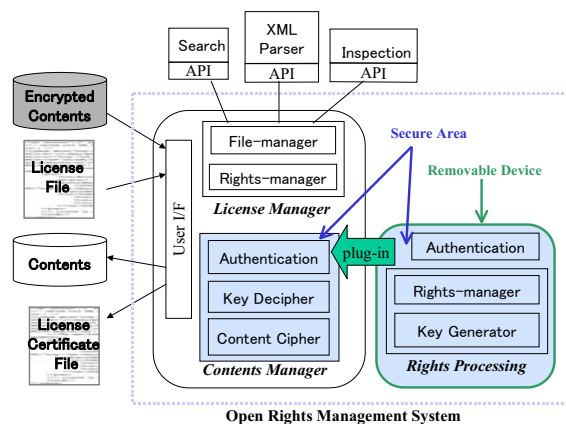 Search
API
XML
Parser
API
Inspection
API
Encrypted
Contents
License
File
Contents
License
Certificate
File
User I/F
File-manager
Rights-manager
License Manager
Authentication
Key Decipher
Content Cipher
Contents Manager
Secure Area
Removable Device
plug-in
Authentication
Rights-manager
Key Generator
Rights Processing
Open Rights Management System